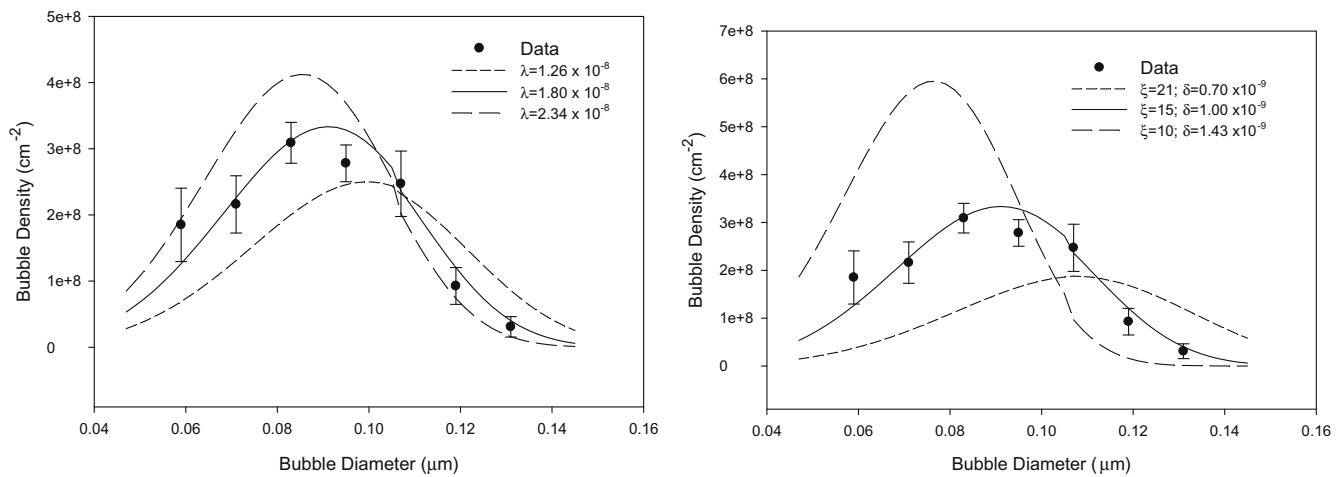 5e+8
4e+8
3e+8
2e+8
1e+8
0
Bubble Density (cm⁻²)
0.04 0.06 0.08 0.10 0.12 0.14 0.16
Bubble Diameter (μm)
Data
λ=1.26 x 10⁻⁸
λ=1.80 x 10⁻⁸
λ=2.34 x 10⁻⁸
7e+8
6e+8
5e+8
4e+8
3e+8
2e+8
1e+8
0
Bubble Density (cm⁻²)
0.04 0.06 0.08 0.10 0.12 0.14 0.16
Bubble Diameter (μm)
Data
ξ=21; δ=0.70 x10⁻⁹
ξ=15; δ=1.00 x10⁻⁹
ξ=10; δ=1.43 x10⁻⁹